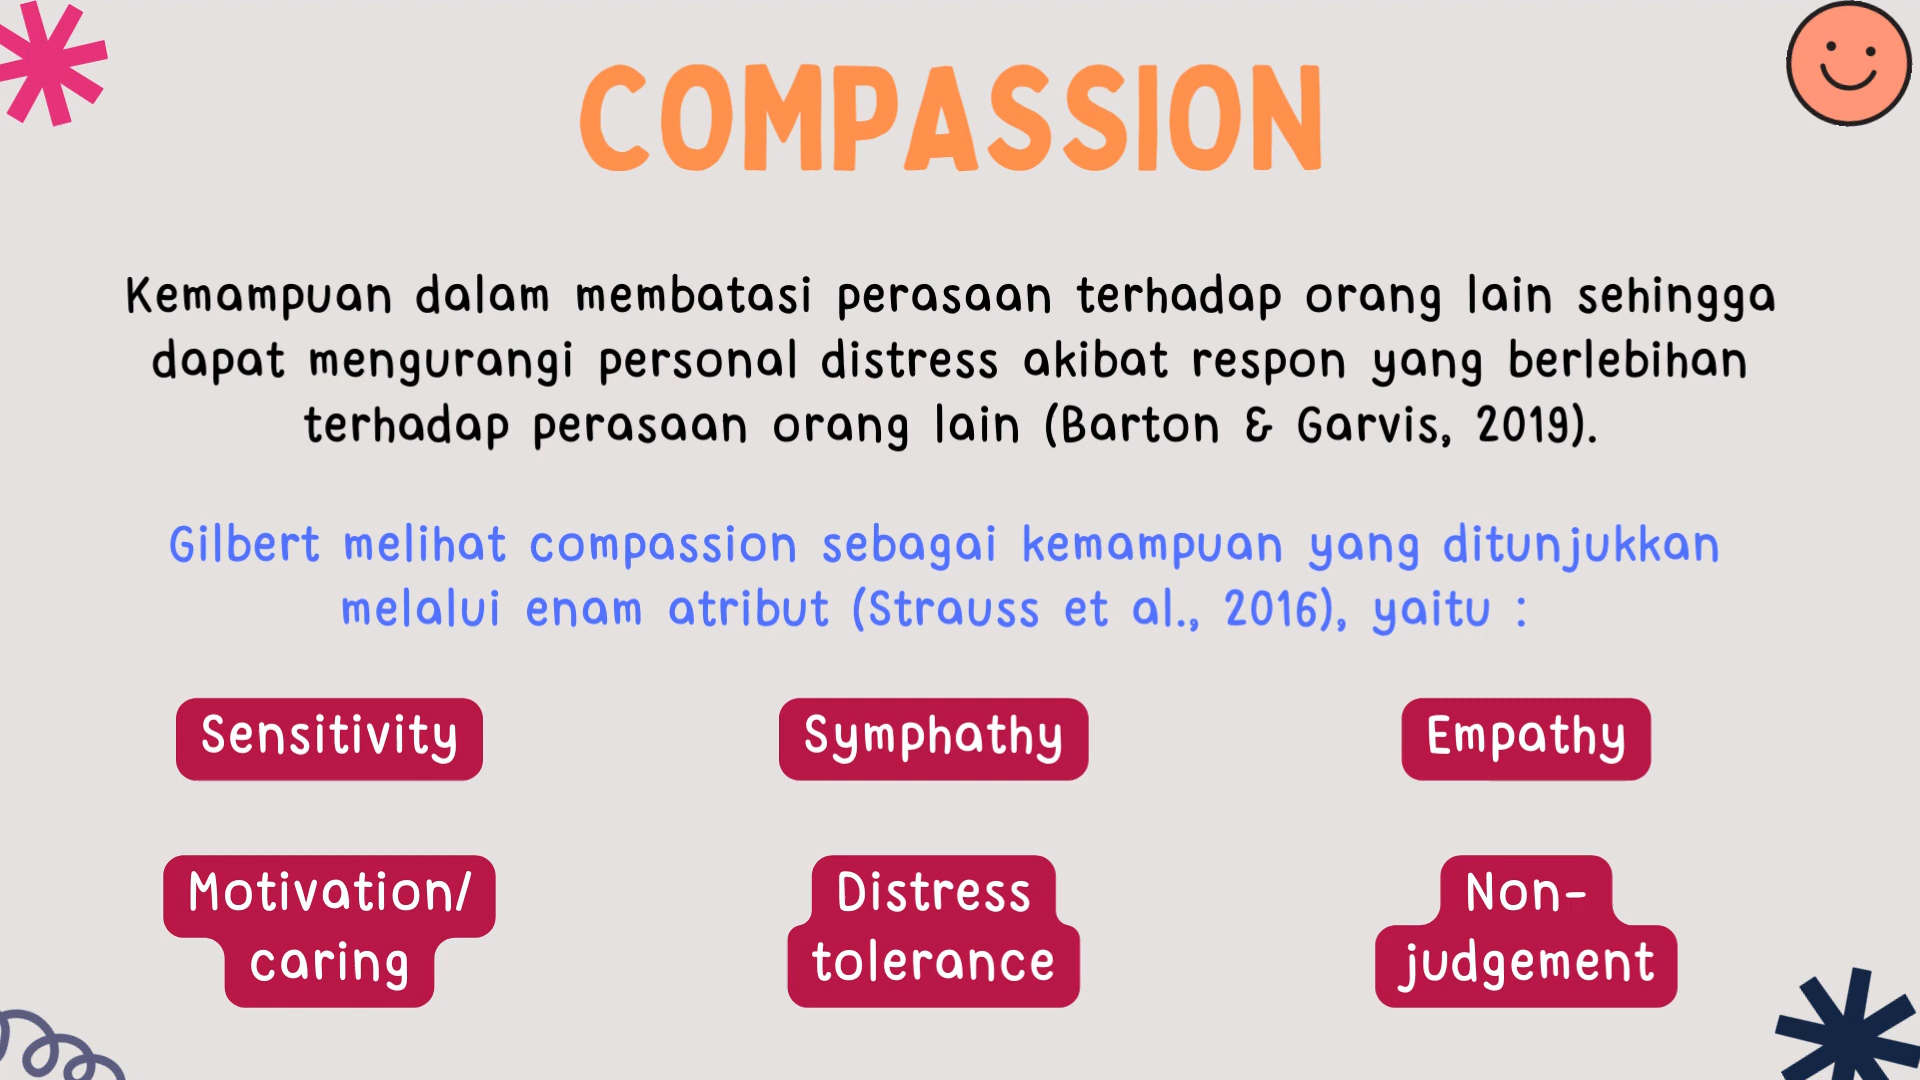 COMPASSION
Kemampuan dalam membatasi perasaan terhadap orang lain sehingga
dapat mengurangi personal distress akibat respon yang berlebihan
terhadap perasaan orang lain (Barton & Garvis, 2019).
Gilbert melihat compassion sebagai kemampuan yang ditunjukkan
melalui enam atribut (Strauss et al., 2016), yaitu :
Sensitivity
Symphathy
Empathy
Motivation/
caring
Distress
tolerance
Non-
judgement